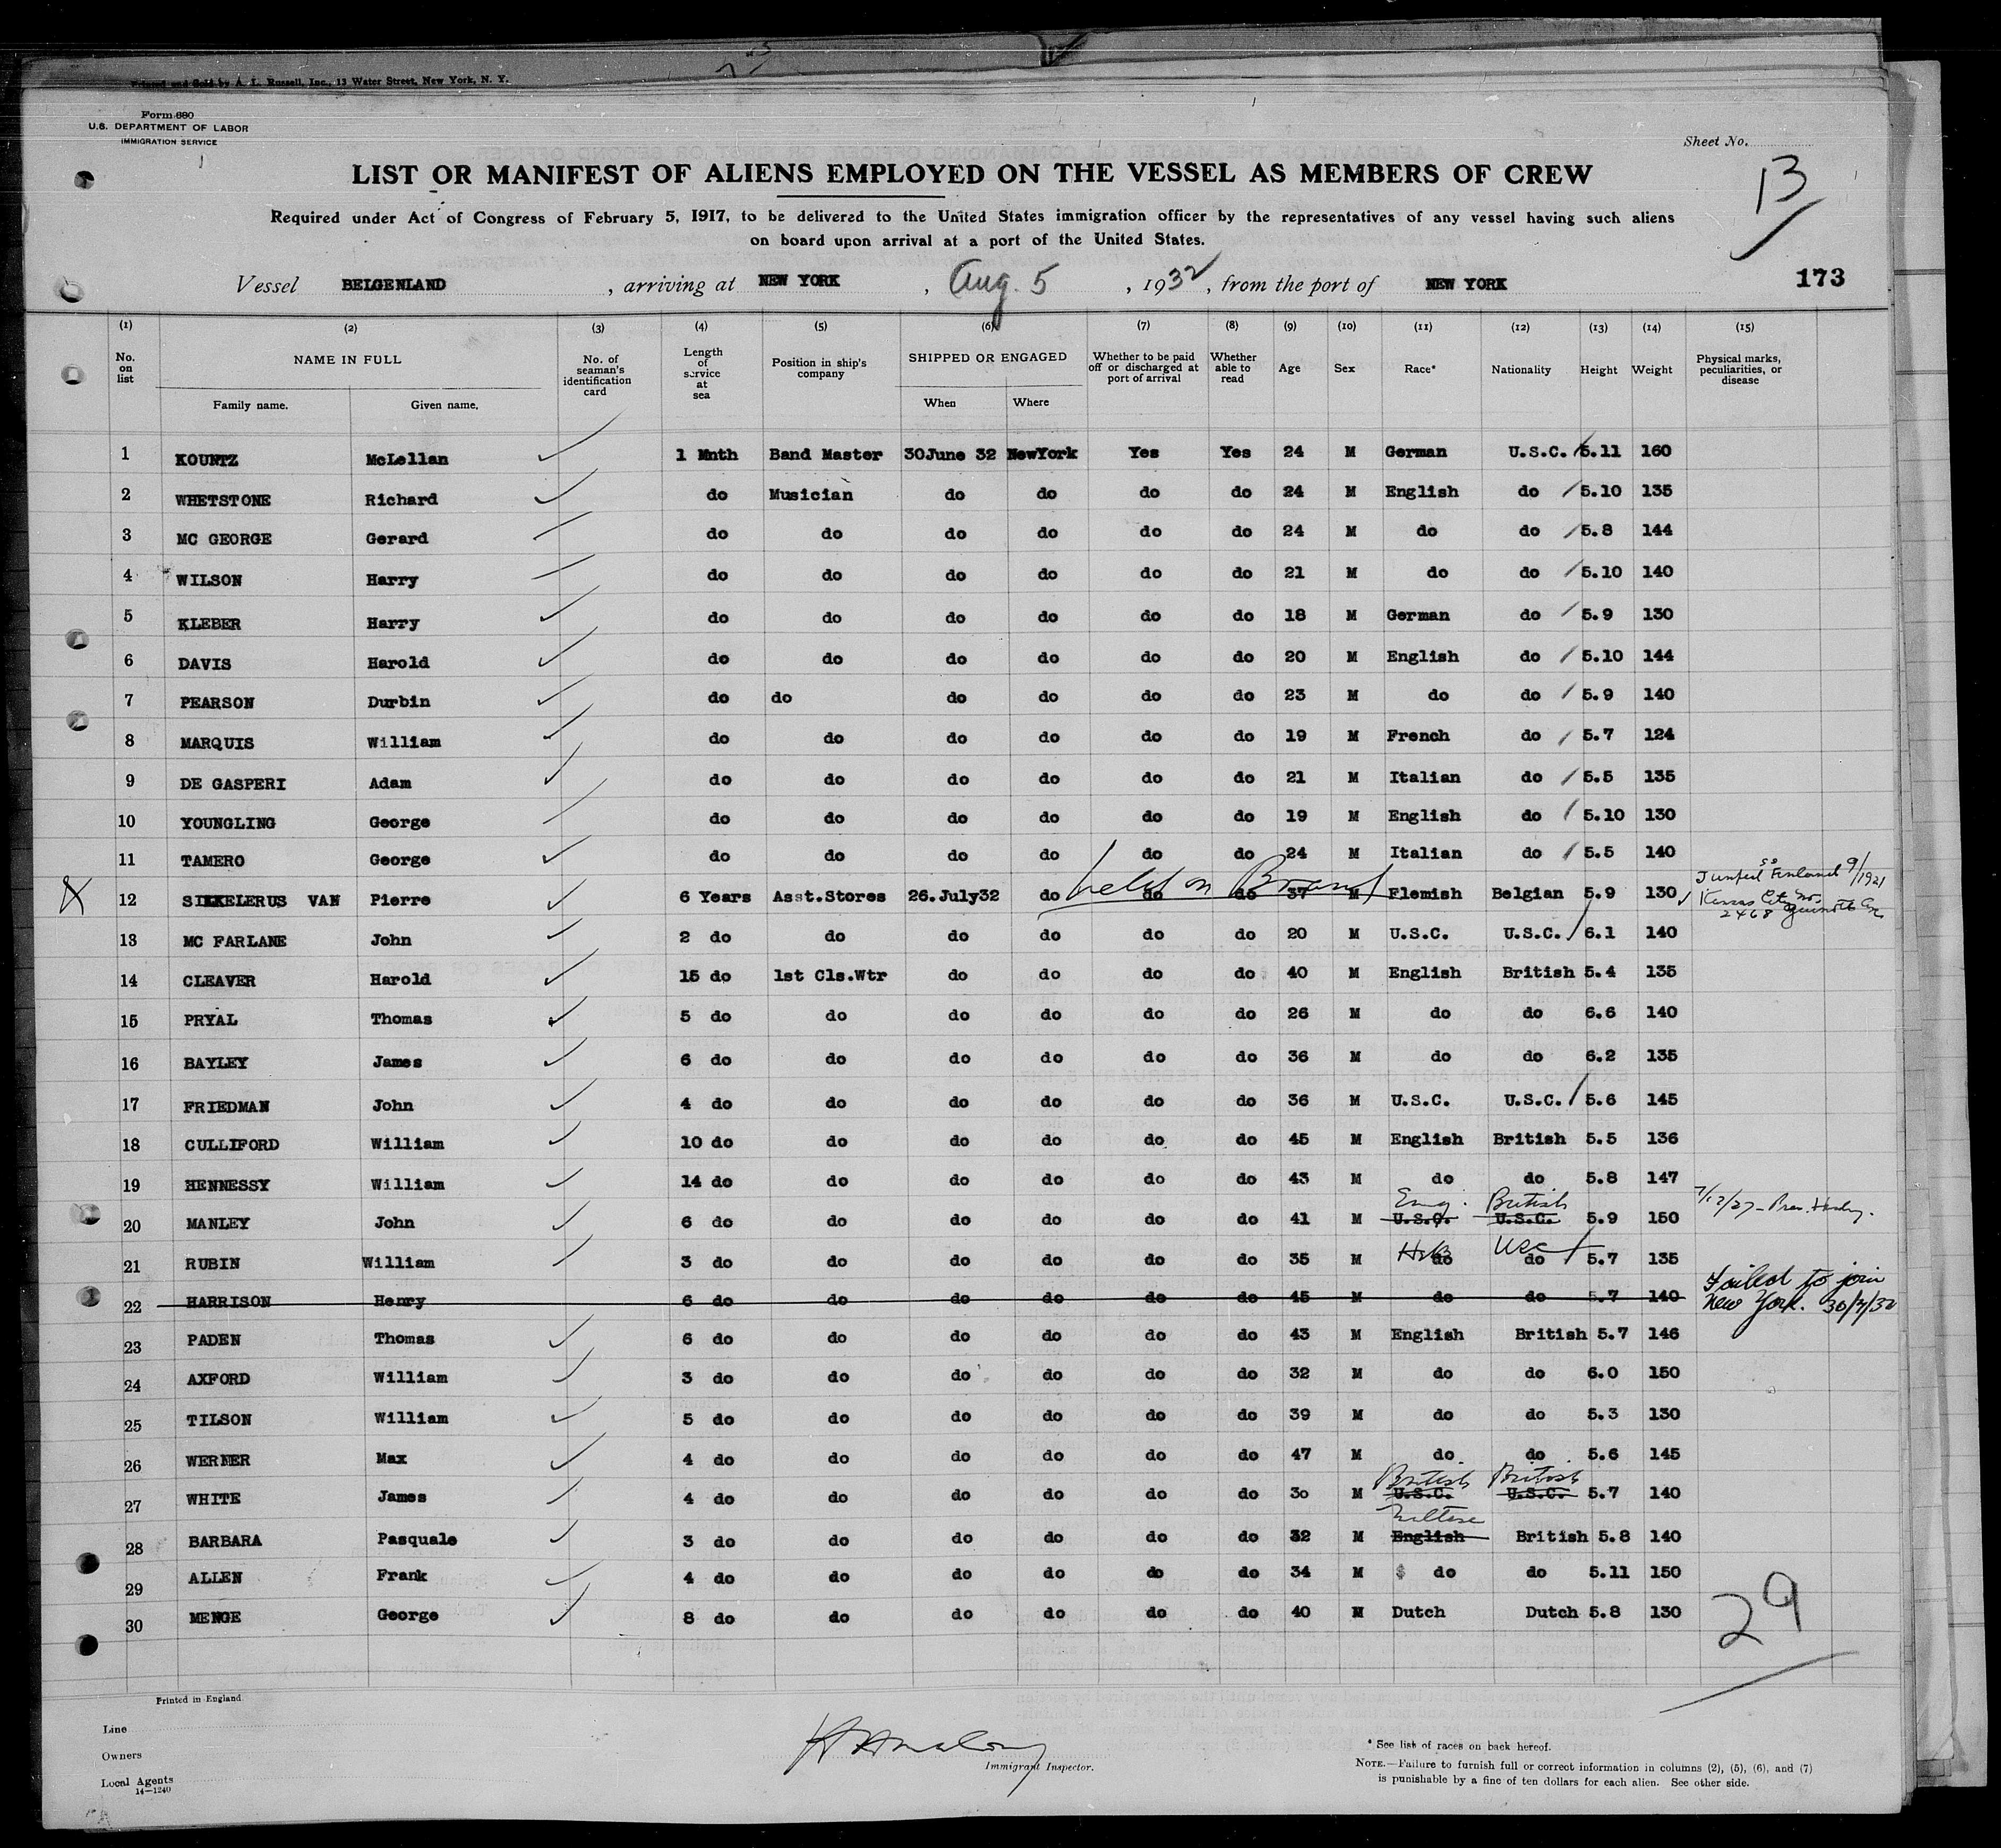 Printed and Sold by A. L. Russell, Inc., 13 Water Street, New York, N. Y.
Form 680
U.S. DEPARTMENT OF LABOR
IMMIGRATION SERVICE
Sheet No.
13
LIST OR MANIFEST OF ALIENS EMPLOYED ON THE VESSEL AS MEMBERS OF CREW
Required under Act of Congress of February 5, 1917, to be delivered to the United States immigration officer by the representatives of any vessel having such aliens
on board upon arrival at a port of the United States.
Vessel BELGENLAND, arriving at NEW YORK, Aug. 5, 1932, from the port of NEW YORK
173
(1) (2) (3) (4) (5) (6) (7) (8) (9) (10) (11) (12) (13) (14) (15)
No. on list NAME IN FULL Family name. Given name. No. of seaman's identification card Length of service at sea Position in ship's company SHIPPED OR ENGAGED When Where Whether to be paid off or discharged at port of arrival Whether able to read Age Sex Race* Nationality Height Weight Physical marks, peculiarities, or disease
1 KOUNTZ McLellan 1 Mnth Band Master 30June 32 NewYork Yes Yes 24 M German U.S.C. 5.11 160
2 WHETSTONE Richard do Musician do do do do 24 M English do 5.10 135
3 MC GEORGE Gerard do do do do do do 24 M do do 5.8 144
4 WILSON Harry do do do do do do 21 M do do 5.10 140
5 KLEBER Harry do do do do do do 18 M German do 5.9 130
6 DAVIS Harold do do do do do do 20 M English do 5.10 144
7 PEARSON Durbin do do do do do do 23 M do do 5.9 140
8 MARQUIS William do do do do do do 19 M French do 5.7 124
9 DE GASPERI Adam do do do do do do 21 M Italian do 5.5 135
10 YOUNGLING George do do do do do do 19 M English do 5.10 130
11 TAMERO George do do do do do do 24 M Italian do 5.5 140
held on Board
12 SIKKELERUS VAN Pierre 6 Years Asst.Stores 26.July32 do do do 37 M Flemish Belgian 5.9 130 Jumped SS Finland 9/1921
Kansas City Mo.
2468
13 MC FARLANE John 2 do do do do do do 20 M U.S.C. U.S.C. 6.1 140
14 CLEAVER Harold 15 do 1st Cls.Wtr do do do do 40 M English British 5.4 135
15 PRYAL Thomas 5 do do do do do do 26 M do do 6.6 140
16 BAYLEY James 6 do do do do do do 36 M do do 6.2 135
17 FRIEDMAN John 4 do do do do do do 36 M U.S.C. U.S.C. 5.6 145
18 CULLIFORD William 10 do do do do do do 45 M English British 5.5 136
19 HENNESSY William 14 do do do do do do 43 M do do 5.8 147
Eng. British
20 MANLEY John 6 do do do do do do 41 M U.S.C. U.S.C. 5.9 150
USC
21 RUBIN William 3 do do do do do do 35 M do do 5.7 135
22 HARRISON Henry 6 do do do do do do 45 M do do 5.7 140 Failed to join
New York. 30/7/32
23 PADEN Thomas 6 do do do do do do 43 M English British 5.7 146
24 AXFORD William 3 do do do do do do 32 M do do 6.0 150
25 TILSON William 5 do do do do do do 39 M do do 5.3 130
26 WERNER Max 4 do do do do do do 47 M do do 5.6 145
British British
27 WHITE James 4 do do do do do do 30 M U.S.C. U.S.C. 5.7 140
Maltese
28 BARBARA Pasquale 3 do do do do do do 32 M English British 5.8 140
29 ALLEN Frank 4 do do do do do do 34 M do do 5.11 150
30 MENGE George 8 do do do do do do 40 M Dutch Dutch 5.8 130
29
Printed in England
Line
Owners
Local Agents
14-1240
Immigrant Inspector.
* See list of races on back hereof.
NOTE.—Failure to furnish full or correct information in columns (2), (5), (6), and (7)
is punishable by a fine of ten dollars for each alien. See other side.